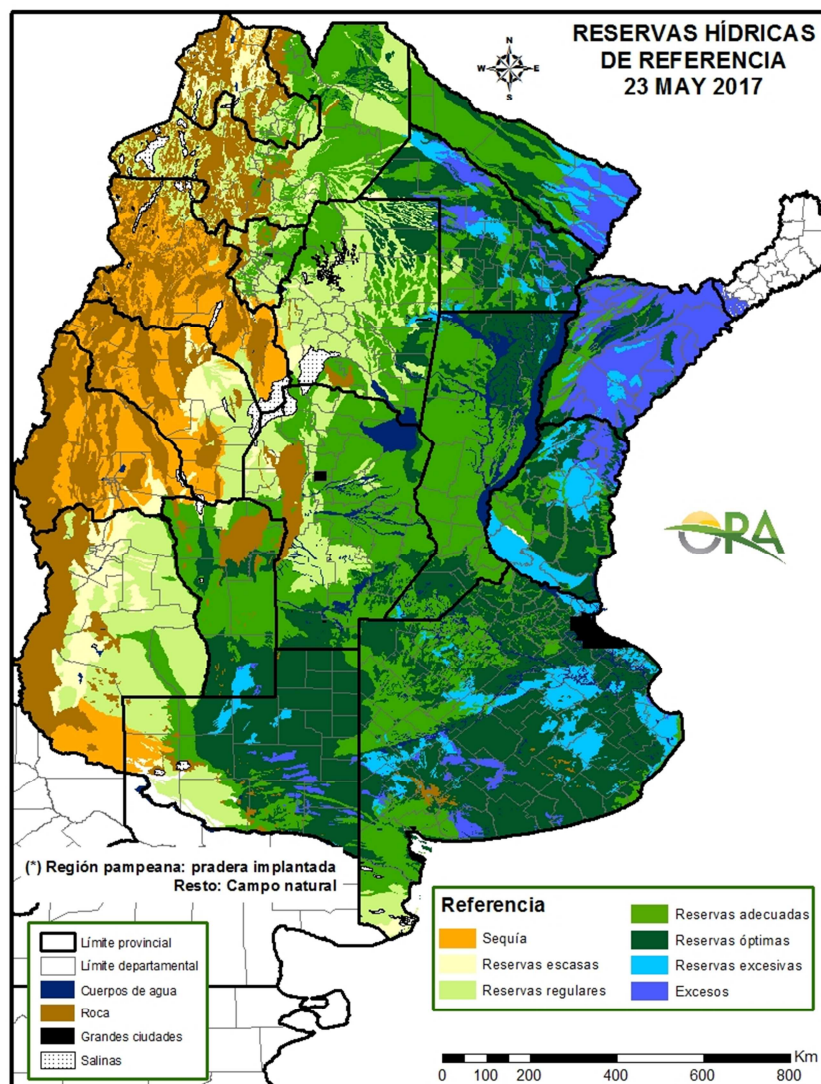 RESERVAS HÍDRICAS
DE REFERENCIA
23 MAY 2017
N
W E
S
OPA
(*) Región pampeana: pradera implantada
Resto: Campo natural
Límite provincial
Límite departamental
Cuerpos de agua
Roca
Grandes ciudades
Salinas
Referencia
Sequía
Reservas escasas
Reservas regulares
Reservas adecuadas
Reservas óptimas
Reservas excesivas
Excesos
Km
0 100 200 400 600 800